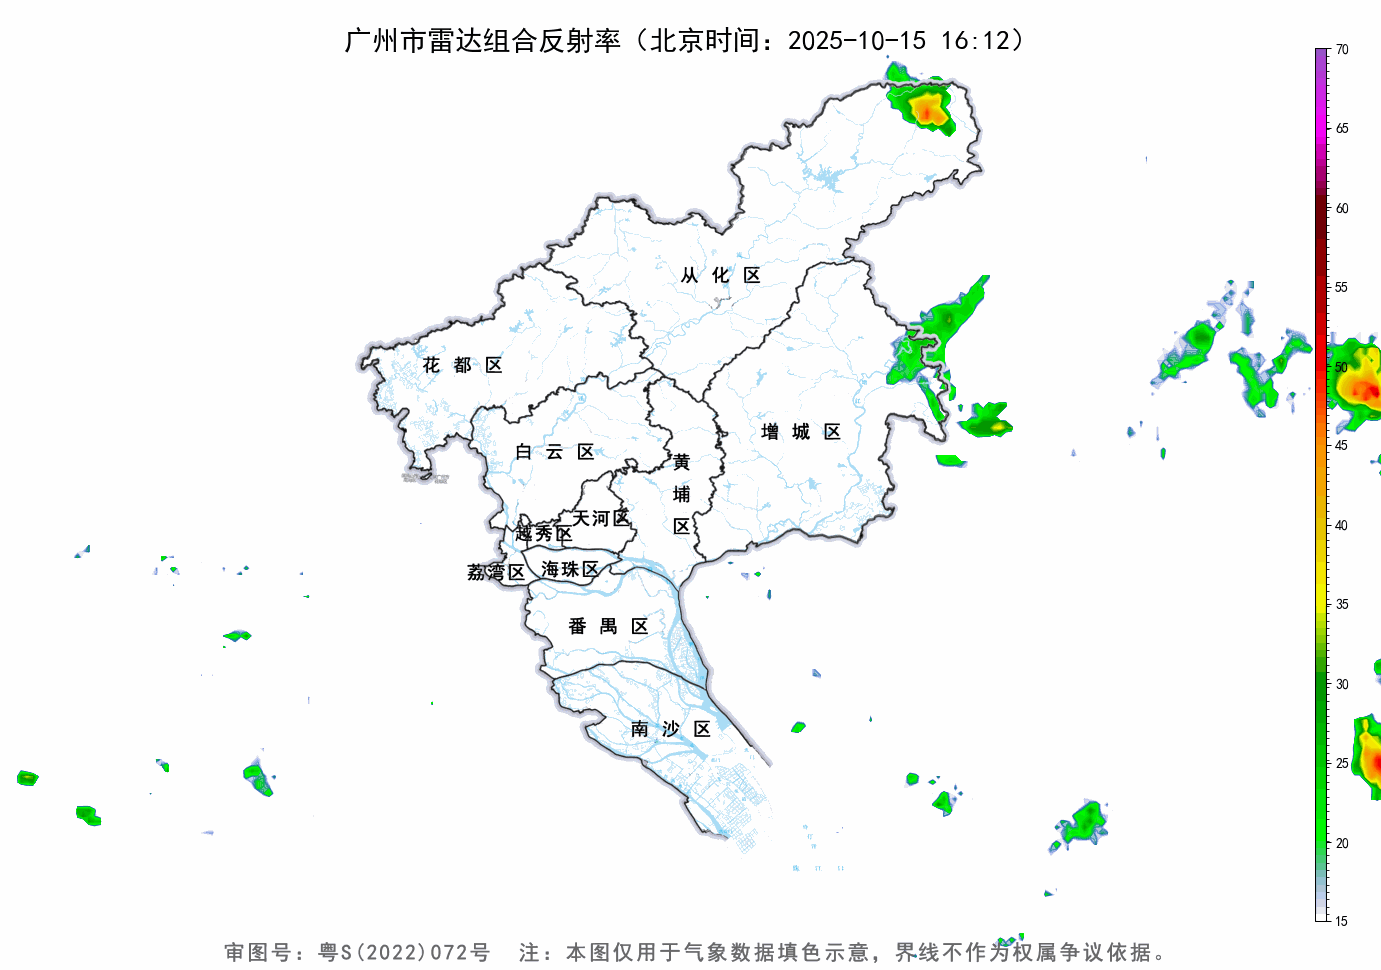 广州市雷达组合反射率（北京时间：2025-10-15 16:12）
70
65
60
55
50
45
40
35
30
25
20
15
从化区
花都区
增城区
白云区
黄埔区
天河区
越秀区
荔湾区
海珠区
番禺区
南沙区
审图号：粤S(2022)072号 注：本图仅用于气象数据填色示意，界线不作为权属争议依据。